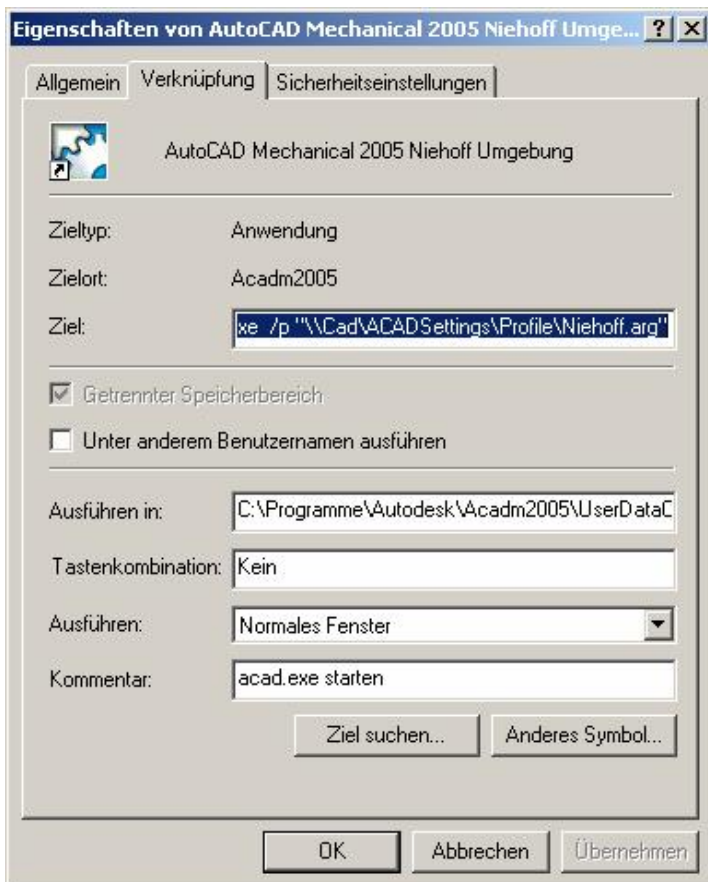 Eigenschaften von AutoCAD Mechanical 2005 Niehoff Umge...
Allgemein Verknüpfung Sicherheitseinstellungen
AutoCAD Mechanical 2005 Niehoff Umgebung
Zieltyp: Anwendung
Zielort: Acadm2005
Ziel: xe /p "\\Cad\ACADSettings\Profile\Niehoff.arg"
Getrennter Speicherbereich
Unter anderem Benutzernamen ausführen
Ausführen in: C:\Programme\Autodesk\Acadm2005\UserDataC
Tastenkombination: Kein
Ausführen: Normales Fenster
Kommentar: acad.exe starten
Ziel suchen... Anderes Symbol...
OK Abbrechen Übernehmen